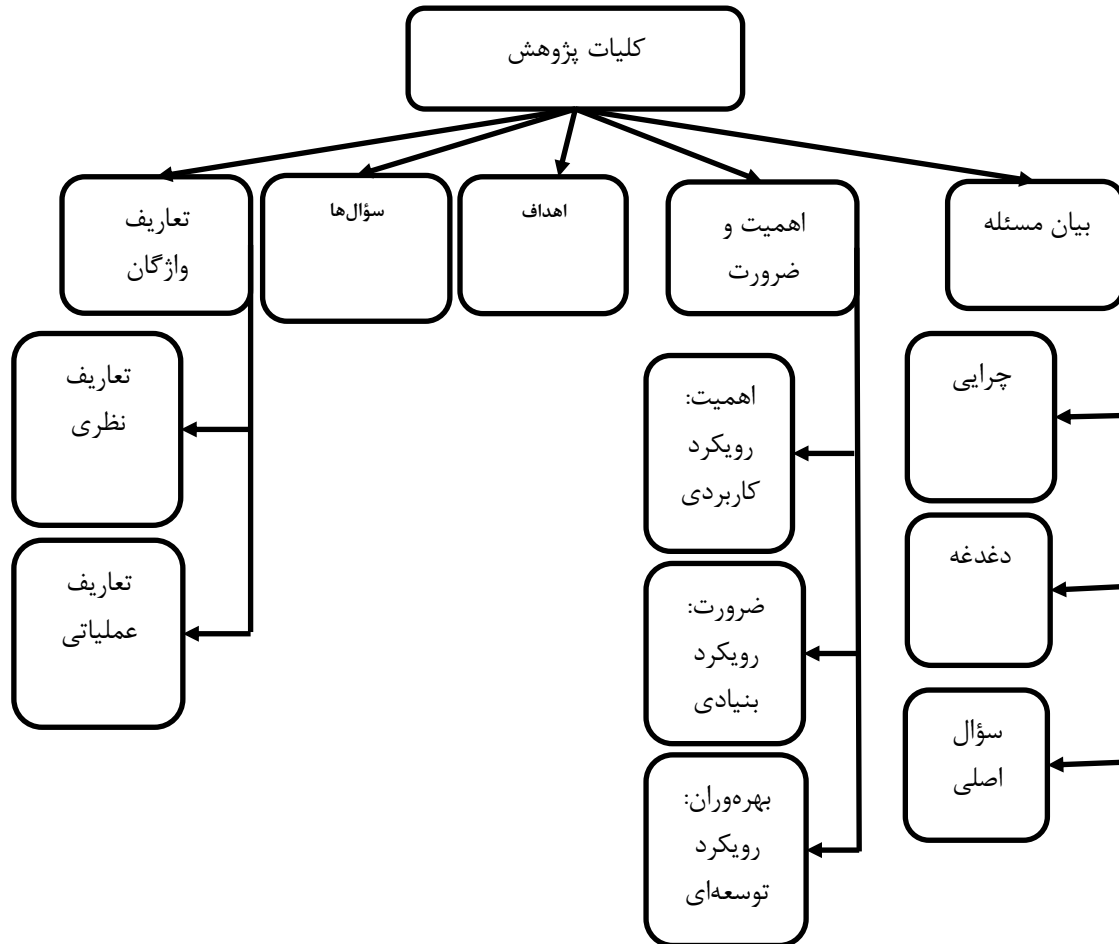 کلیات پژوهش
بیان مسئله
اهمیت و
ضرورت
اهداف
سؤال‌ها
تعاریف
واژگان
چرایی
دغدغه
سؤال
اصلی
اهمیت:
رویکرد
کاربردی
ضرورت:
رویکرد
بنیادی
بهره‌وران:
رویکرد
توسعه‌ای
تعاریف
نظری
تعاریف
عملیاتی